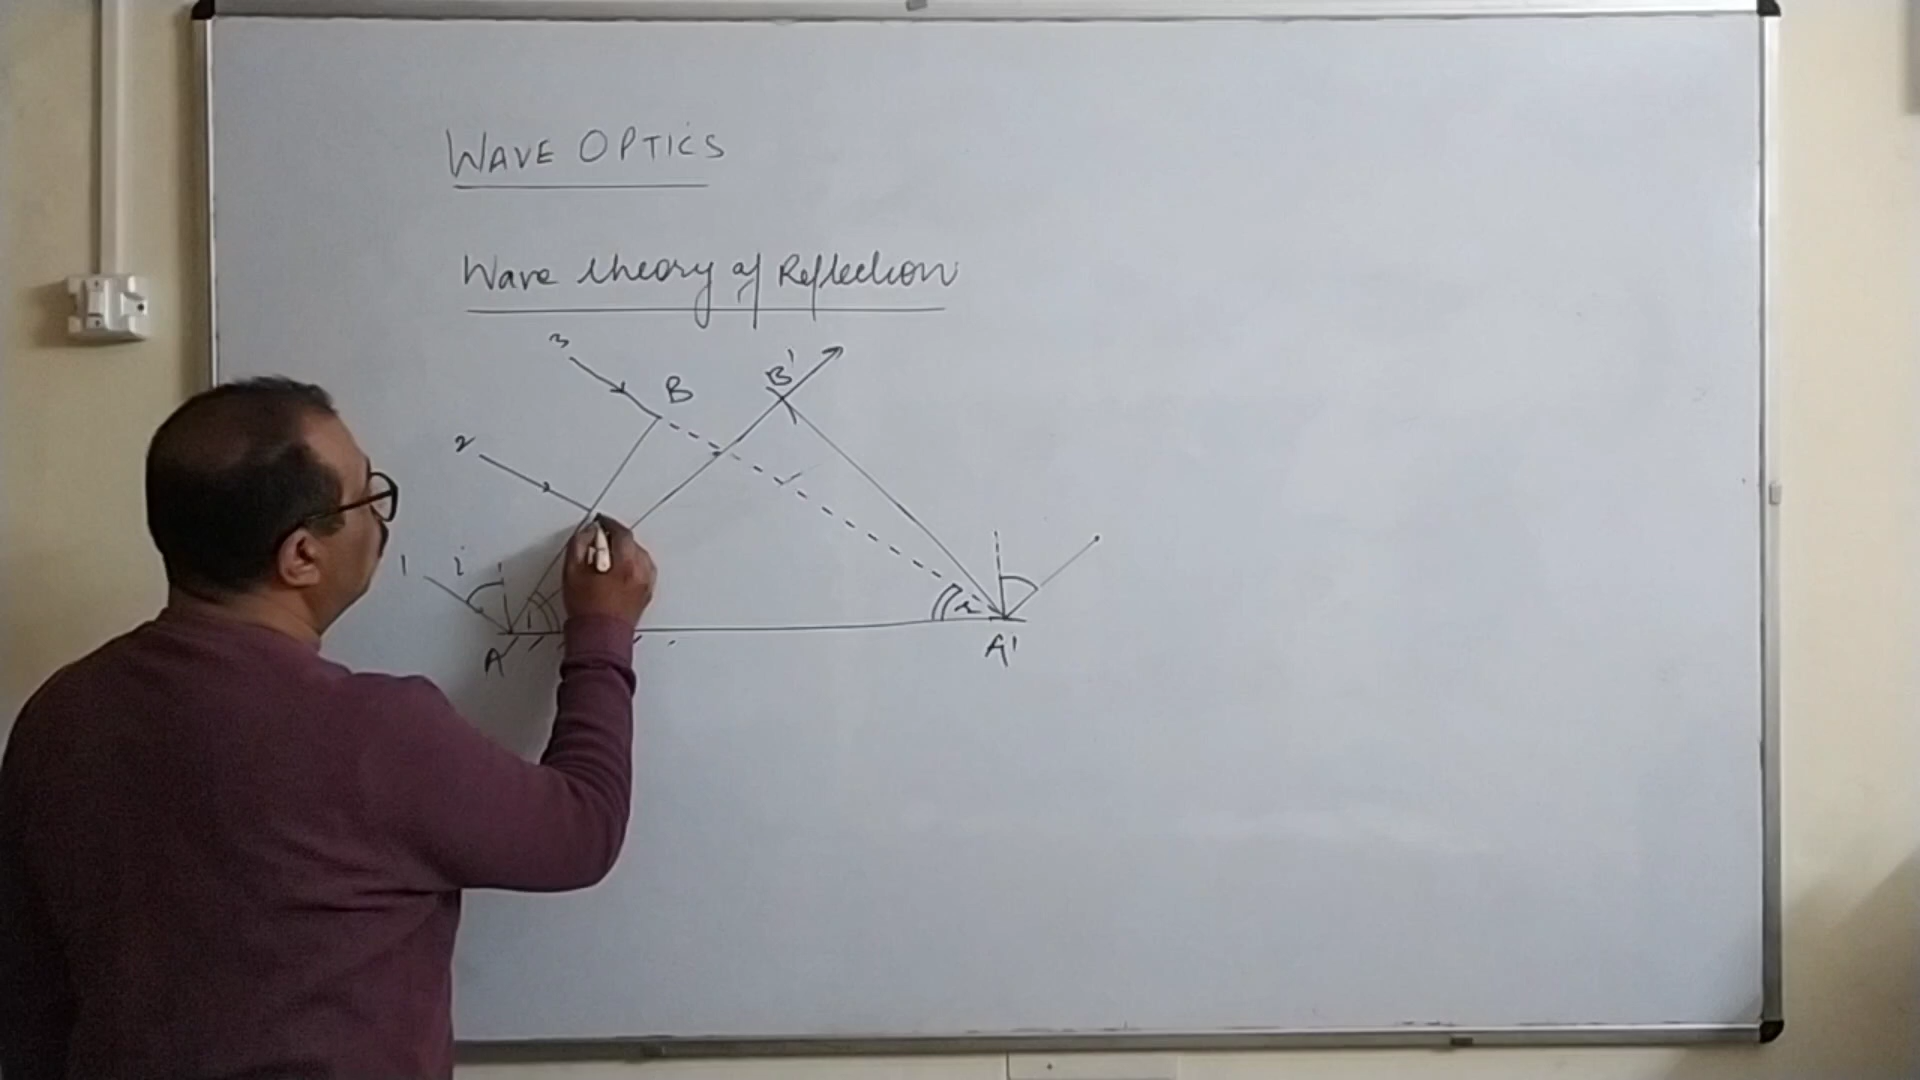 WAVE OPTICS
Wave theory of Reflection
3
B
B'
2
1
i
i
r
A
A'